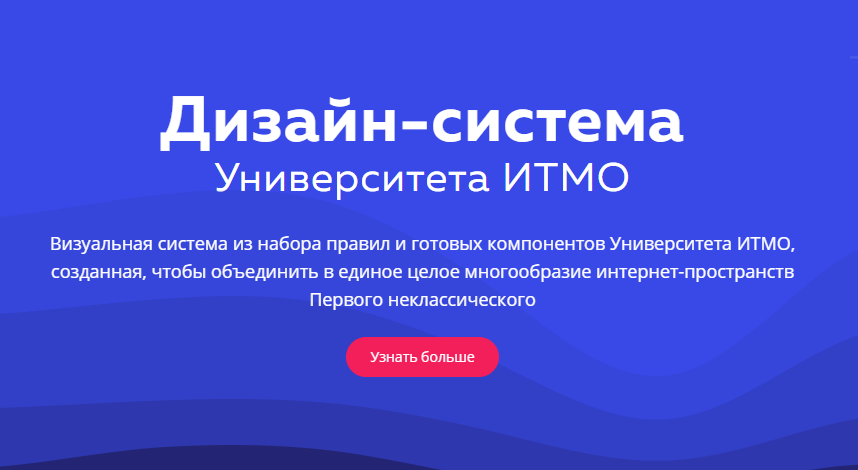 Дизайн-система
Университета ИТМО
Визуальная система из набора правил и готовых компонентов Университета ИТМО,
созданная, чтобы объединить в единое целое многообразие интернет-пространств
Первого неклассического
Узнать больше